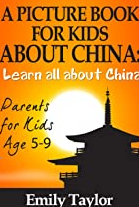 A PICTURE BOOK
FOR KIDS
ABOUT CHINA:
Learn all about China
Parents
for Kids
Age 5-9
Emily Taylor